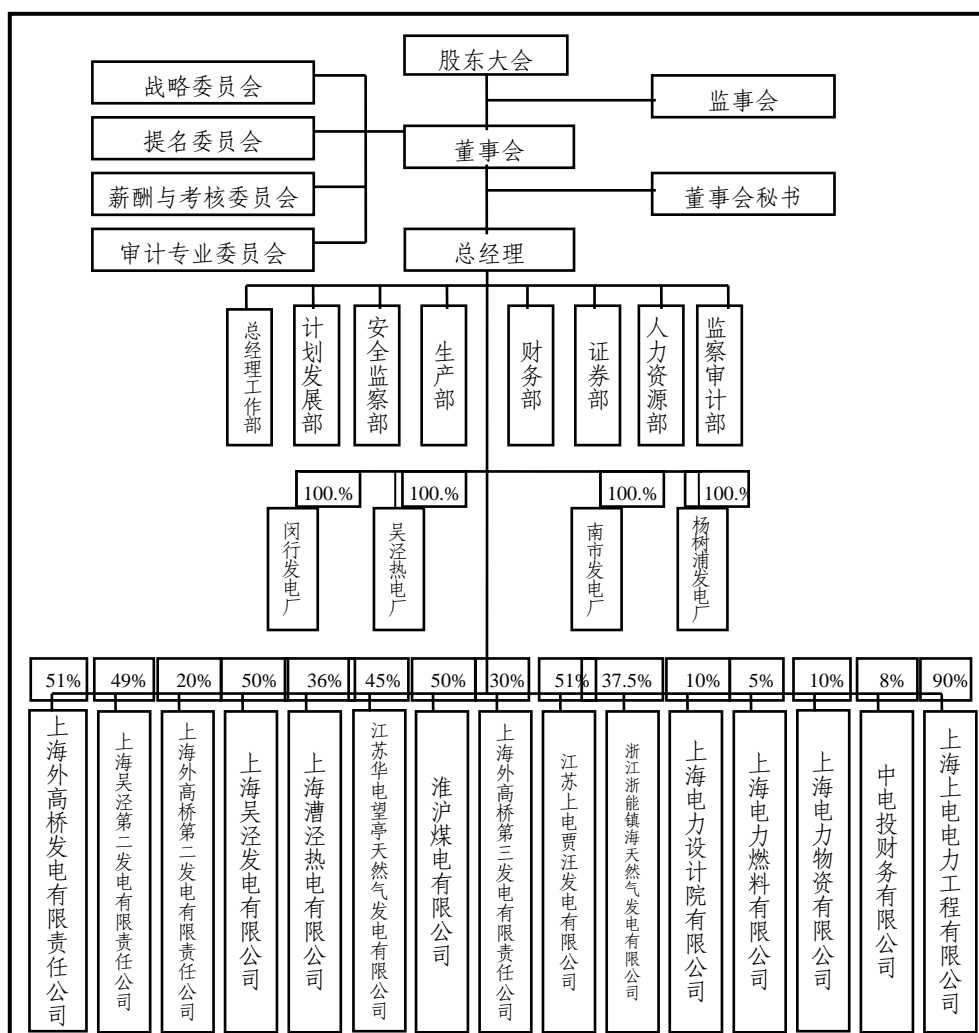 股东大会
战略委员会
监事会
提名委员会
董事会
薪酬与考核委员会
董事会秘书
审计专业委员会
总经理
总经理工作部
计划发展部
安全监察部
生产部
财务部
证券部
人力资源部
监察审计部
100.%
100.%
100.%
100.%
闵行发电厂
吴泾热电厂
南市发电厂
杨树浦发电厂
51%
49%
20%
50%
36%
45%
50%
30%
51%
37.5%
10%
5%
10%
8%
90%
上海外高桥发电有限责任公司
上海吴泾第二发电有限责任公司
上海外高桥第二发电有限责任公司
上海吴泾发电有限公司
上海漕泾热电有限公司
江苏华电望亭天然气发电有限公司
淮沪煤电有限公司
上海外高桥第三发电有限责任公司
江苏上电贾汪发电有限公司
浙江浙能镇海天然气发电有限公司
上海电力设计院有限公司
上海电力燃料有限公司
上海电力物资有限公司
中电投财务有限公司
上海上电电力工程有限公司